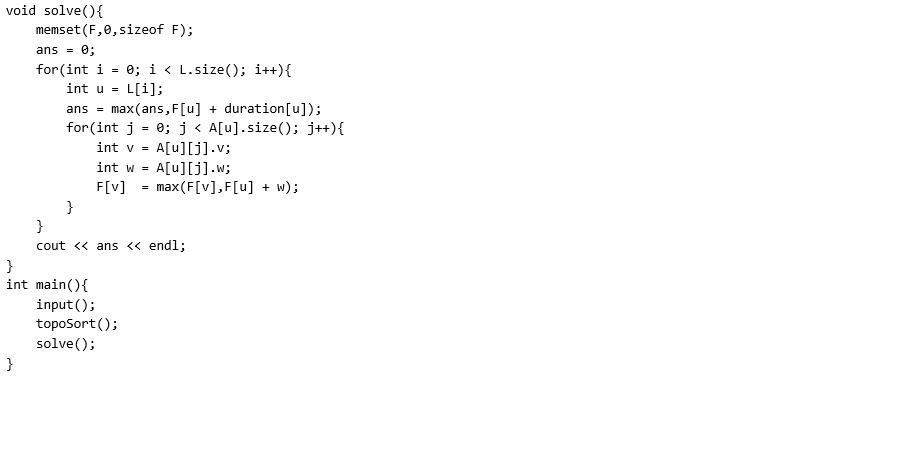 void solve(){
    memset(F,0,sizeof F);
    ans = 0;
    for(int i = 0; i < L.size(); i++){
        int u = L[i];
        ans = max(ans,F[u] + duration[u]);
        for(int j = 0; j < A[u].size(); j++){
            int v = A[u][j].v;
            int w = A[u][j].w;
            F[v]  = max(F[v],F[u] + w);
        }
    }
    cout << ans << endl;
}
int main(){
    input();
    topoSort();
    solve();
}